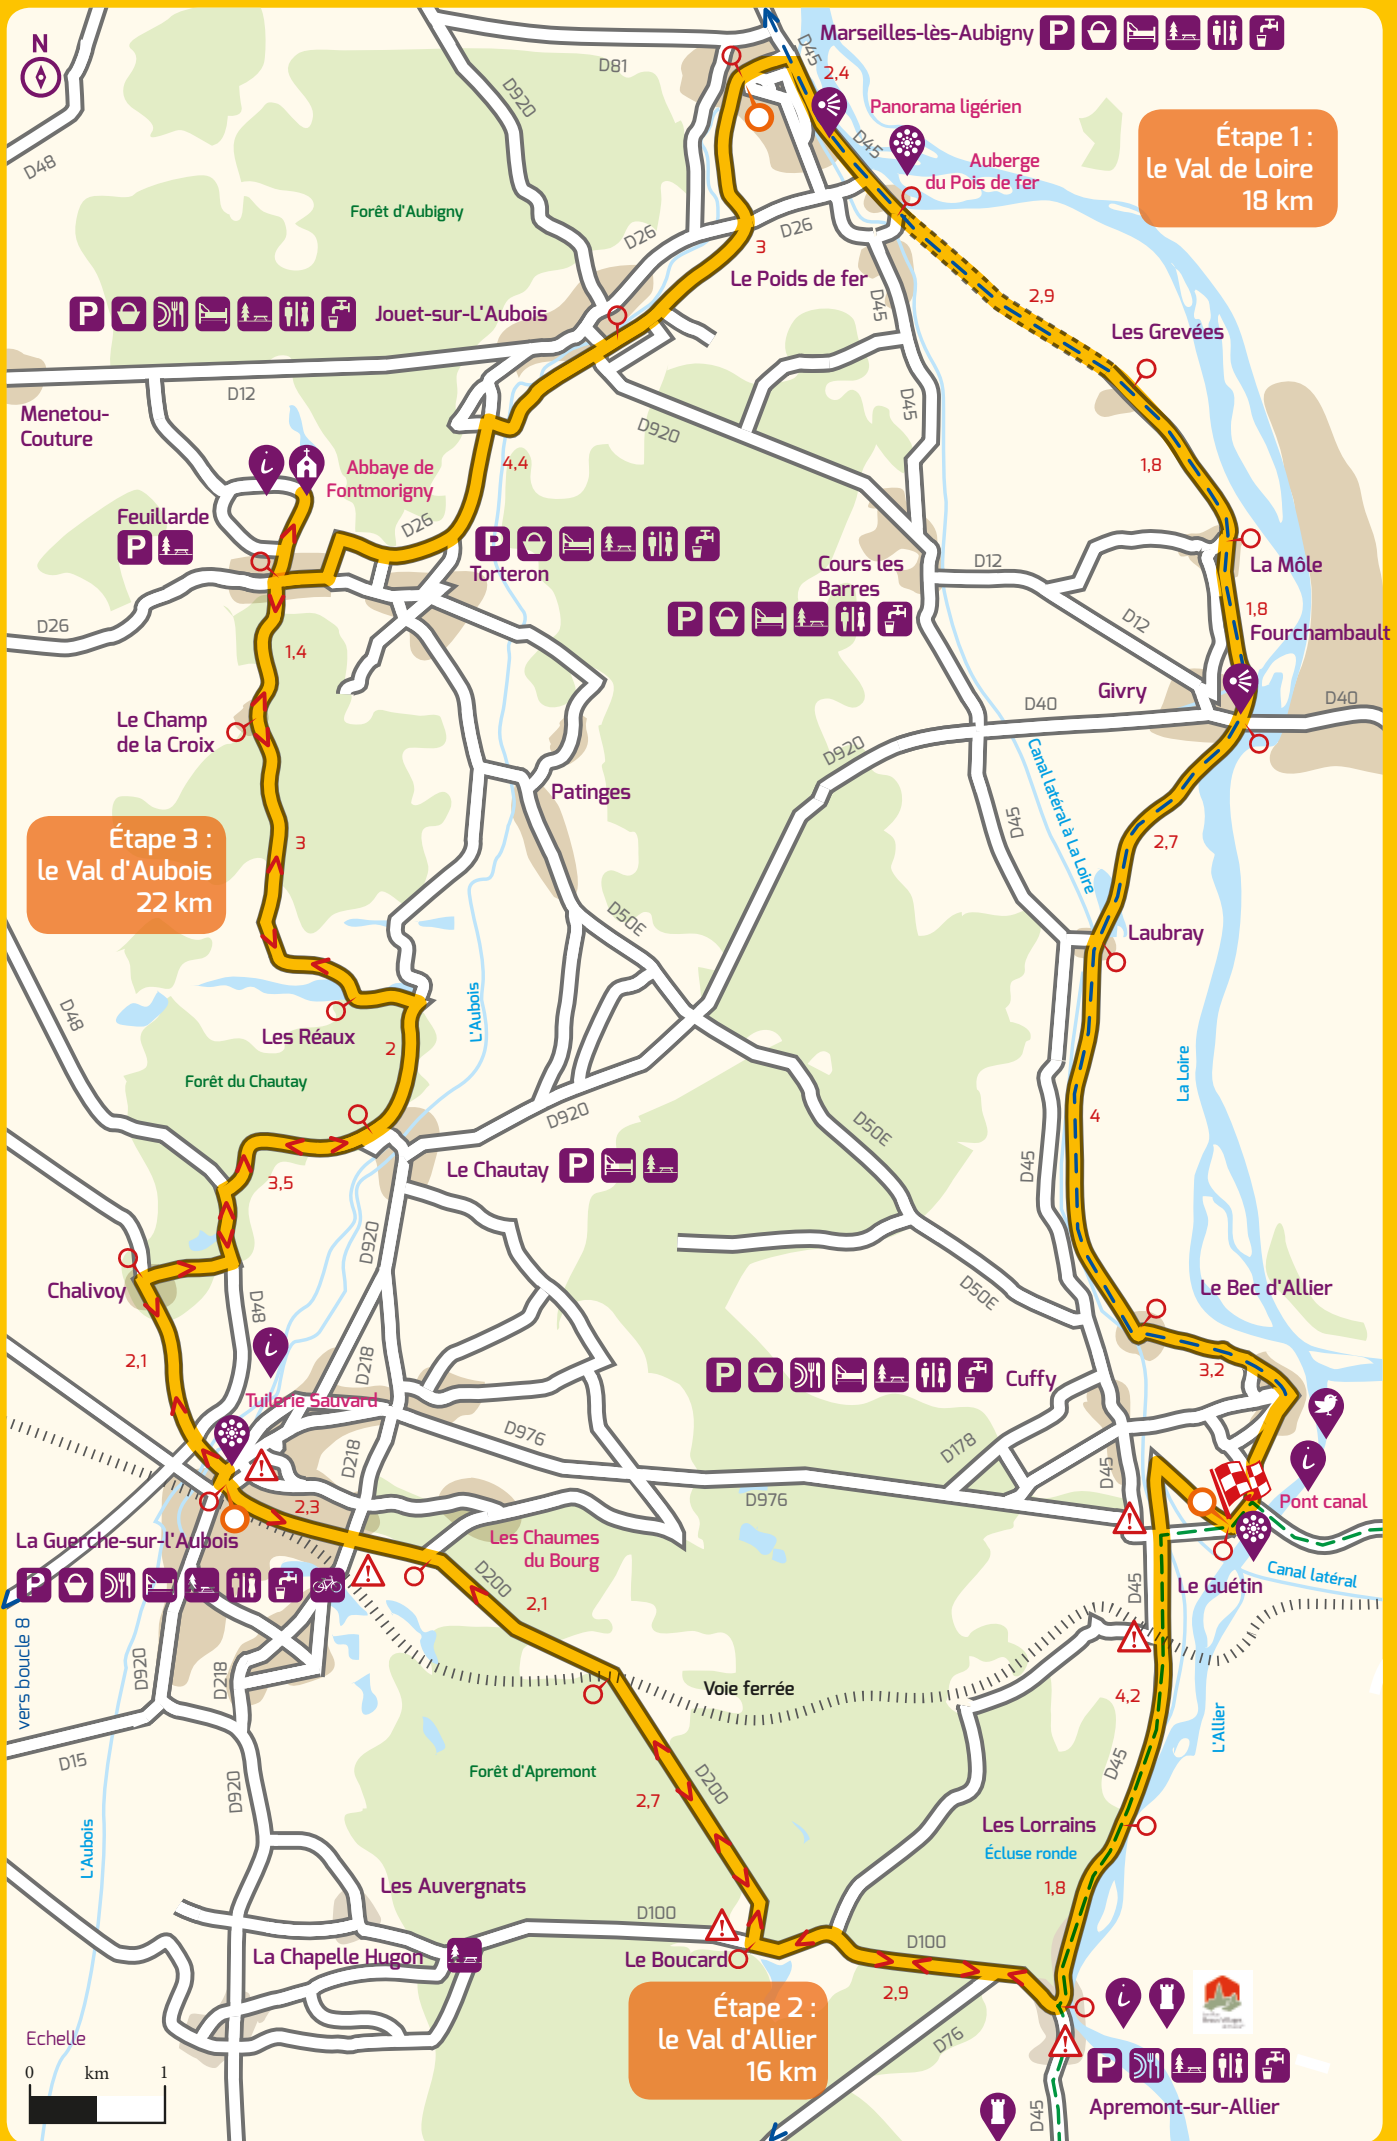 N
Marseilles-lès-Aubigny
P
D45
2,4
D81
D920
D48
Panorama ligérien
D45
Auberge
du Pois de fer
Étape 1 :
le Val de Loire
18 km
Forêt d'Aubigny
D26
D26
3
Le Poids de fer
D45
2,9
P
Jouet-sur-L'Aubois
Les Grevées
D12
Menetou-
Couture
D45
D920
4,4
1,8
i
Abbaye de
Fontmorigny
Feuillarde
P
D26
P
Torteron
Cours les
Barres
P
D12
La Môle
D12
1,8
Fourchambault
D26
1,4
Givry
D40
D40
Le Champ
de la Croix
D920
Canal latéral à La Loire
Patinges
D45
2,7
Étape 3 :
le Val d'Aubois
22 km
3
D50E
Laubray
D48
L'Aubois
Les Réaux
2
La Loire
Forêt du Chautay
D920
4
D50E
Le Chautay
P
D45
3,5
D920
Chalivoy
D48
D50E
Le Bec d'Allier
i
2,1
D218
P
Cuffy
3,2
Tuilerie Sauvard
D976
D218
D178
D45
i
2,3
D976
Pont canal
La Guerche-sur-l'Aubois
Les Chaumes
du Bourg
P
D200
2,1
D45
Le Guétin
Canal latéral
vers boucle 8
D920
D218
Voie ferrée
4,2
L'Allier
D15
D920
Forêt d'Apremont
D200
2,7
D45
Les Lorrains
Écluse ronde
L'Aubois
Les Auvergnats
1,8
D100
La Chapelle Hugon
Le Boucard
D100
2,9
Étape 2 :
le Val d'Allier
16 km
i
D76
Echelle
0 km 1
P
Apremont-sur-Allier
D45